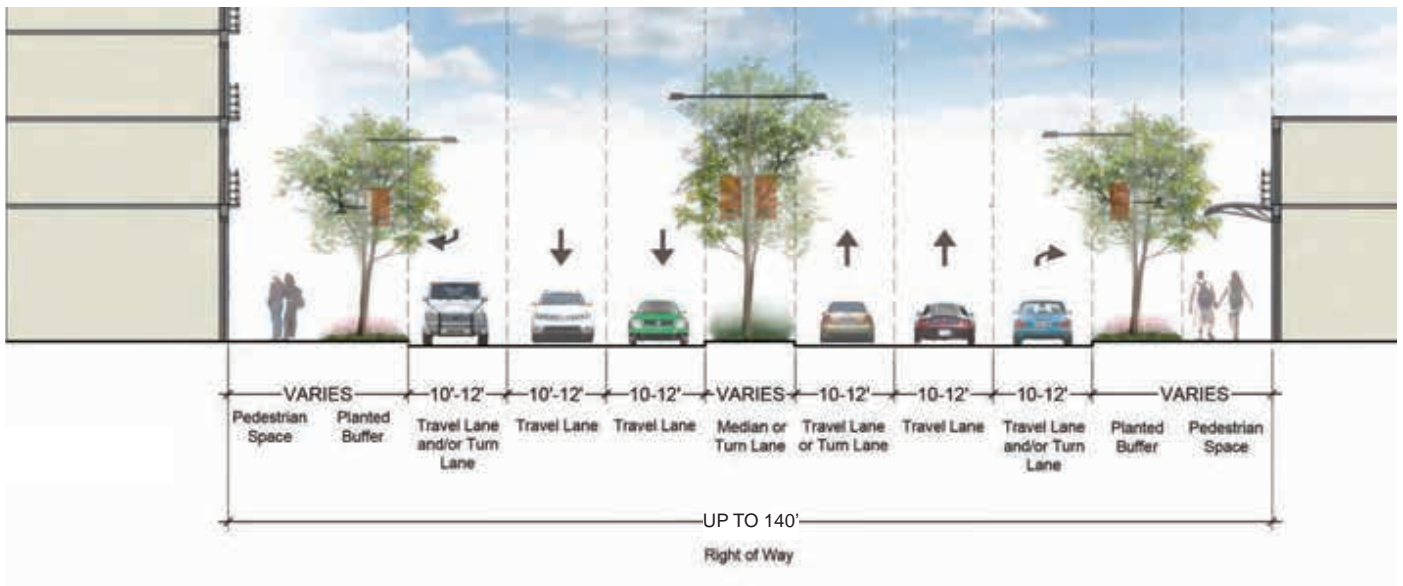 VARIES 10'-12' 10'-12' 10-12' VARIES 10-12' 10-12' 10-12' VARIES
Pedestrian
Space
Planted
Buffer
Travel Lane
and/or Turn
Lane
Travel Lane
Travel Lane
Median or
Turn Lane
Travel Lane
or Turn Lane
Travel Lane
Travel Lane
and/or Turn
Lane
Planted
Buffer
Pedestrian
Space
UP TO 140’
Right of Way